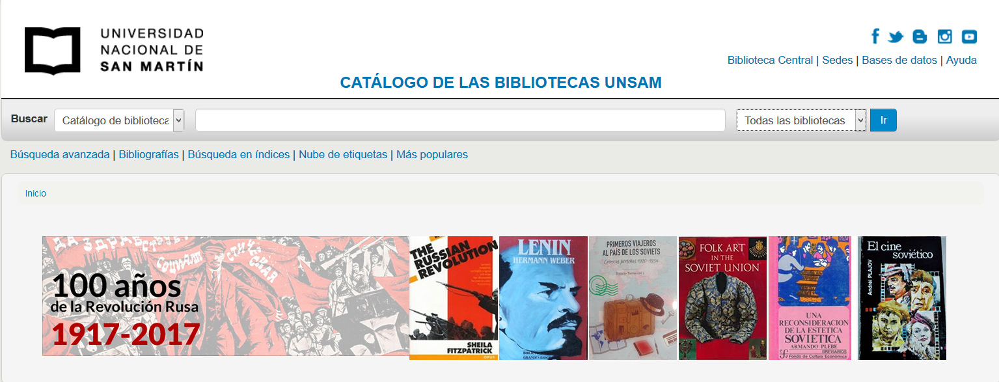 UNIVERSIDAD
NACIONAL DE
SAN MARTÍN
Biblioteca Central | Sedes | Bases de datos | Ayuda
CATÁLOGO DE LAS BIBLIOTECAS UNSAM
Buscar Catálogo de biblioteca Todas las bibliotecas Ir
Búsqueda avanzada | Bibliografías | Búsqueda en índices | Nube de etiquetas | Más populares
Inicio
ДА ЗДРАВСТВУЕТ
100 años
de la Revolución Rusa
1917-2017
THE
RUSSIAN
REVOLUTION
SHEILA
FITZPATRICK
OPUS
LENIN
HERMANN WEBER
PRIMEROS VIAJEROS
AL PAÍS DE LOS SOVIETS
Crónicas porteñas 1920-1934
FOLK ART
IN THE
SOVIET UNION
UNA
RECONSIDERACION
DE LA ESTETICA
SOVIETICA
ARMANDO PLEBE
BREVIARIOS
Fondo de Cultura Económica
El cine
soviético
Andréi PLAJOV